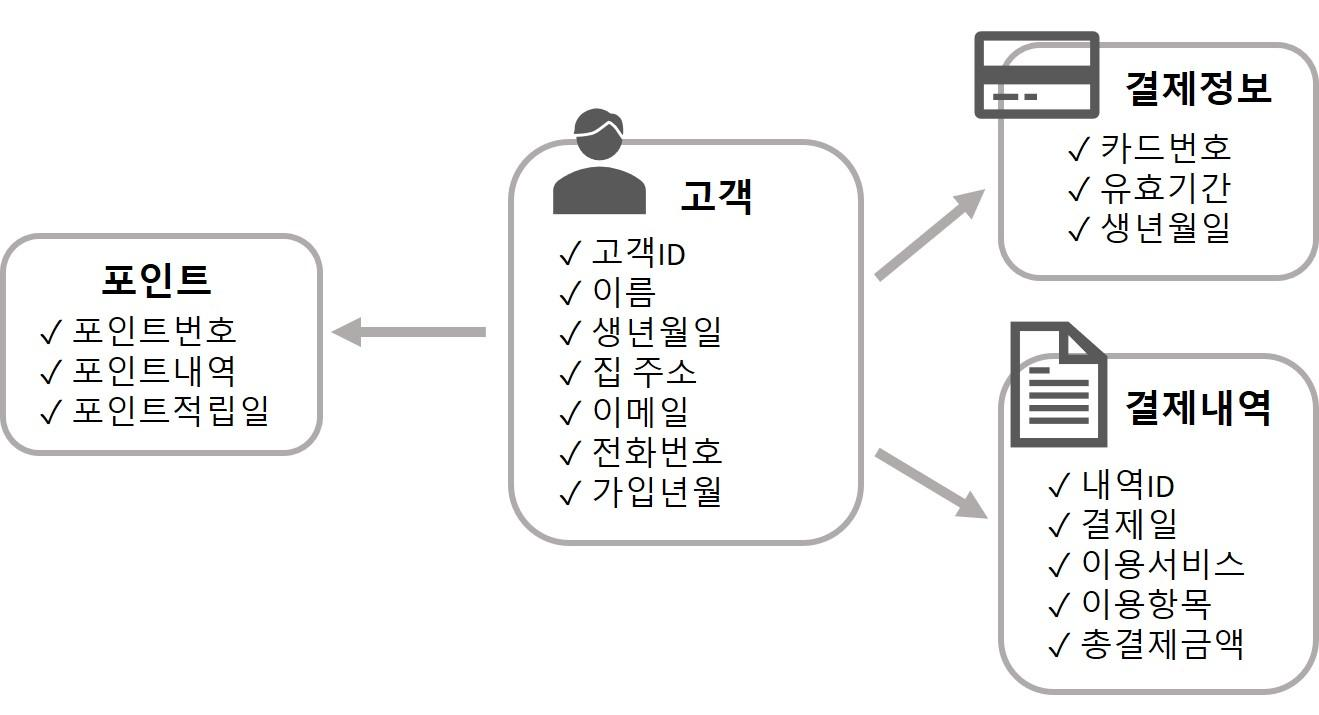 포인트
✓ 포인트번호
✓ 포인트내역
✓ 포인트적립일
고객
✓ 고객ID
✓ 이름
✓ 생년월일
✓ 집 주소
✓ 이메일
✓ 전화번호
✓ 가입년월
결제정보
✓ 카드번호
✓ 유효기간
✓ 생년월일
결제내역
✓ 내역ID
✓ 결제일
✓ 이용서비스
✓ 이용항목
✓ 총결제금액